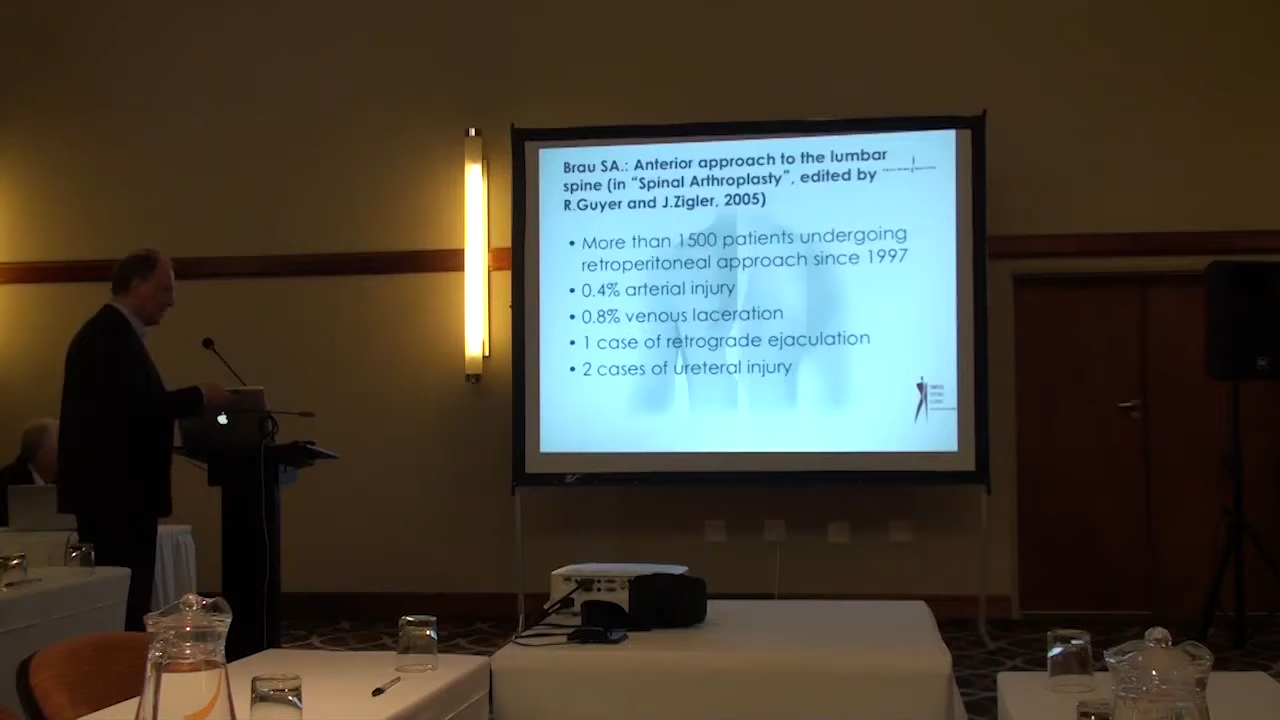 Brau SA.: Anterior approach to the lumbar
spine (in “Spinal Arthroplasty”, edited by
R.Guyer and J.Zigler, 2005)
• More than 1500 patients undergoing
retroperitoneal approach since 1997
• 0.4% arterial injury
• 0.8% venous laceration
• 1 case of retrograde ejaculation
• 2 cases of ureteral injury